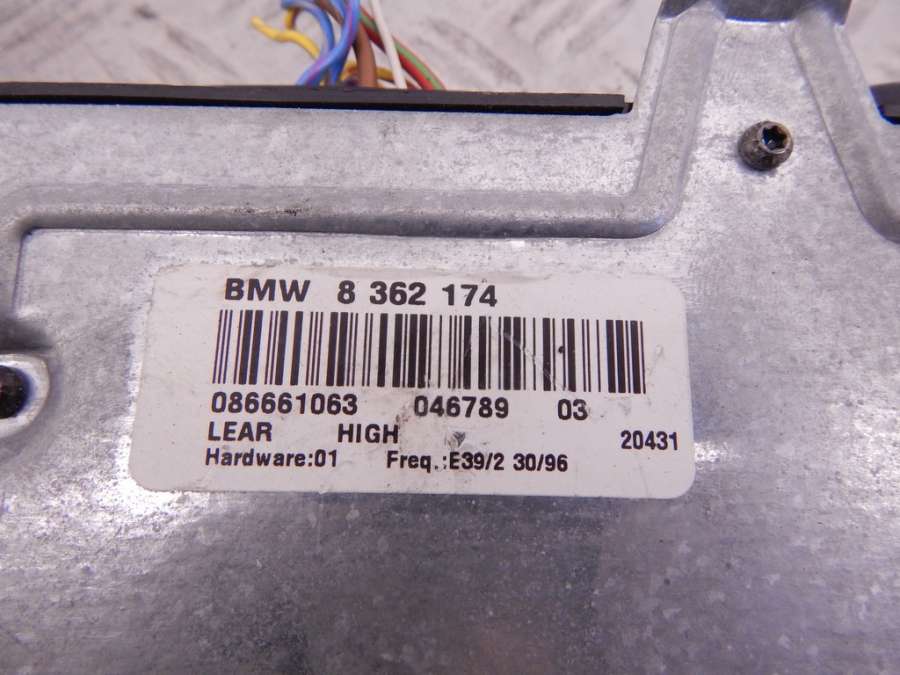 BMW 8 362 174
086661063 046789 03
LEAR HIGH 20431
Hardware:01 Freq.:E39/2 30/96